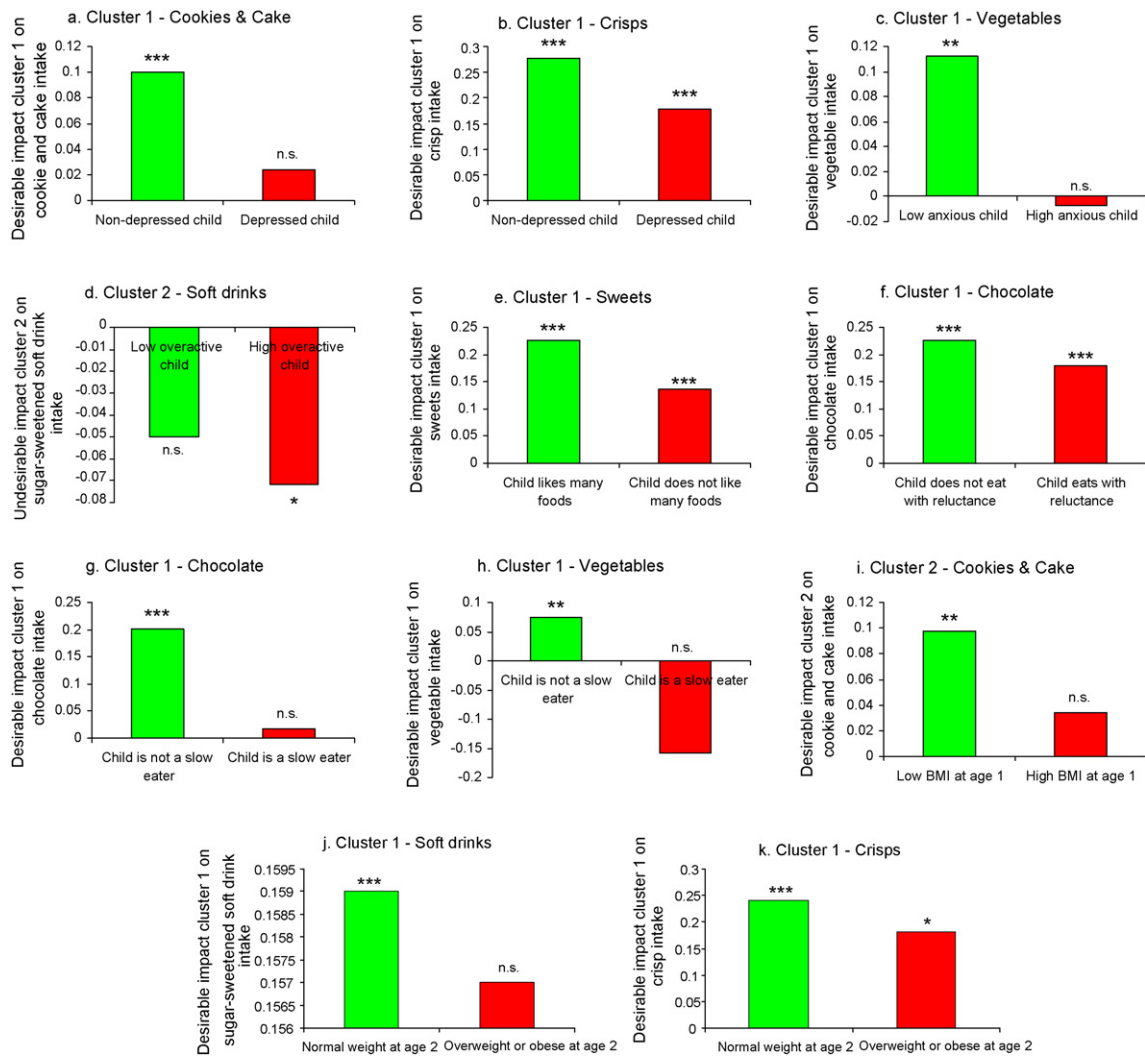 a. Cluster 1 - Cookies & Cake
Desirable impact cluster 1 on
cookie and cake intake
0.12
0.1
0.08
0.06
0.04
0.02
0
***
n.s.
Non-depressed child
Depressed child
b. Cluster 1 - Crisps
Desirable impact cluster 1 on
crisp intake
0.3
0.25
0.2
0.15
0.1
0.05
0
***
***
Non-depressed child
Depressed child
c. Cluster 1 - Vegetables
Desirable impact cluster 1 on
vegetable intake
0.12
0.1
0.08
0.06
0.04
0.02
0
-0.02
**
n.s.
Low anxious child
High anxious child
d. Cluster 2 - Soft drinks
Undesirable impact cluster 2 on
sugar-sweetened soft drink
intake
0
-0.01
-0.02
-0.03
-0.04
-0.05
-0.06
-0.07
-0.08
Low overactive
child
High overactive
child
n.s.
*
e. Cluster 1 - Sweets
Desirable impact cluster 1 on
sweets intake
0.25
0.2
0.15
0.1
0.05
0
***
***
Child likes many
foods
Child does not like
many foods
f. Cluster 1 - Chocolate
Desirable impact cluster 1 on
chocolate intake
0.25
0.2
0.15
0.1
0.05
0
***
***
Child does not eat
with reluctance
Child eats with
reluctance
g. Cluster 1 - Chocolate
Desirable impact cluster 1 on
chocolate intake
0.25
0.2
0.15
0.1
0.05
0
***
n.s.
Child is not a slow
eater
Child is a slow eater
h. Cluster 1 - Vegetables
Desirable impact cluster 1 on
vegetable intake
0.1
0.05
0
-0.05
-0.1
-0.15
-0.2
**
n.s.
Child is not a slow
eater
Child is a slow eater
i. Cluster 2 - Cookies & Cake
Desirable impact cluster 2 on
cookie and cake intake
0.12
0.1
0.08
0.06
0.04
0.02
0
**
n.s.
Low BMI at age 1
High BMI at age 1
j. Cluster 1 - Soft drinks
Desirable impact cluster 1 on
sugar-sweetened soft drink
intake
0.1595
0.159
0.1585
0.158
0.1575
0.157
0.1565
0.156
***
n.s.
Normal weight at age 2
Overweight or obese at age 2
k. Cluster 1 - Crisps
Desirable impact cluster 1 on
crisp intake
0.3
0.25
0.2
0.15
0.1
0.05
0
***
*
Normal weight at age 2
Overweight or obese at age 2